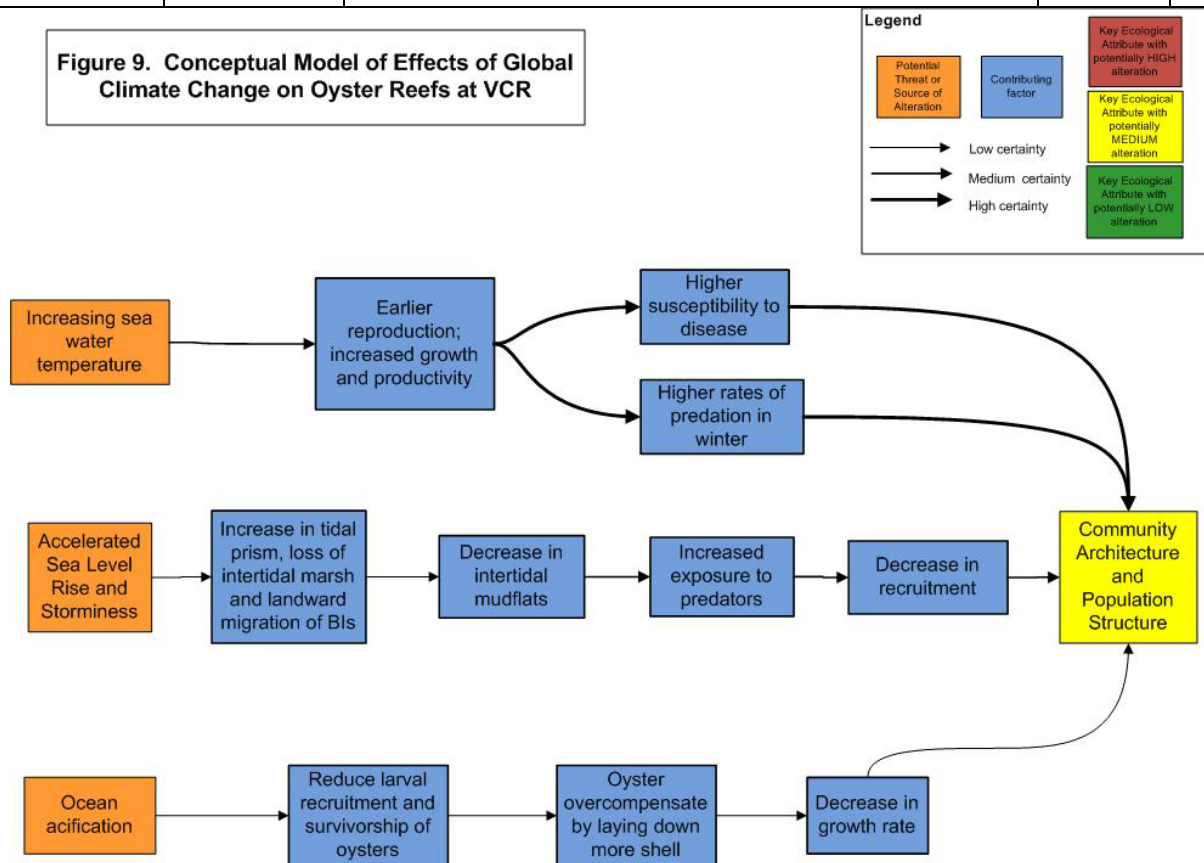 Figure 9. Conceptual Model of Effects of Global
Climate Change on Oyster Reefs at VCR
Legend
Potential
Threat or
Source of
Alteration
Contributing
factor
Key Ecological
Attribute with
potentially HIGH
alteration
Key Ecological
Attribute with
potentially
MEDIUM
alteration
Key Ecological
Attribute with
potentially LOW
alteration
Low certainty
Medium certainty
High certainty
Increasing sea
water
temperature
Earlier
reproduction;
increased growth
and productivity
Higher
susceptibility to
disease
Higher rates of
predation in
winter
Accelerated
Sea Level
Rise and
Storminess
Increase in tidal
prism, loss of
intertidal marsh
and landward
migration of BIs
Decrease in
intertidal
mudflats
Increased
exposure to
predators
Decrease in
recruitment
Community
Architecture
and
Population
Structure
Ocean
acification
Reduce larval
recruitment and
survivorship of
oysters
Oyster
overcompensate
by laying down
more shell
Decrease in
growth rate